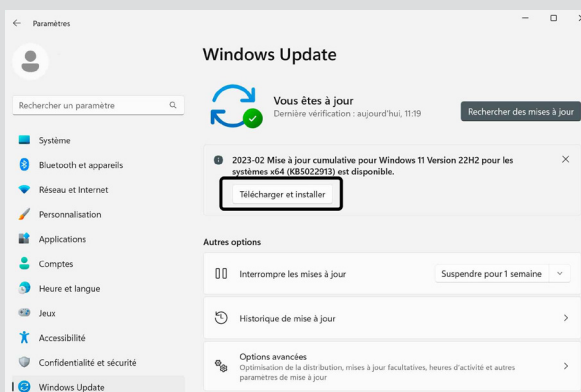 Paramètres
Windows Update
Rechercher un paramètre
Système
Bluetooth et appareils
Réseau et Internet
Personnalisation
Applications
Comptes
Heure et langue
Jeux
Accessibilité
Confidentialité et sécurité
Windows Update
Vous êtes à jour
Dernière vérification : aujourd'hui, 11:19
Rechercher des mises à jour
2023-02 Mise à jour cumulative pour Windows 11 Version 22H2 pour les
systèmes x64 (KB5022913) est disponible.
Télécharger et installer
Autres options
Interrompre les mises à jour
Suspendre pour 1 semaine
Historique de mise à jour
Options avancées
Optimisation de la distribution, mises à jour facultatives, heures d'activité et autres
paramètres de mise à jour